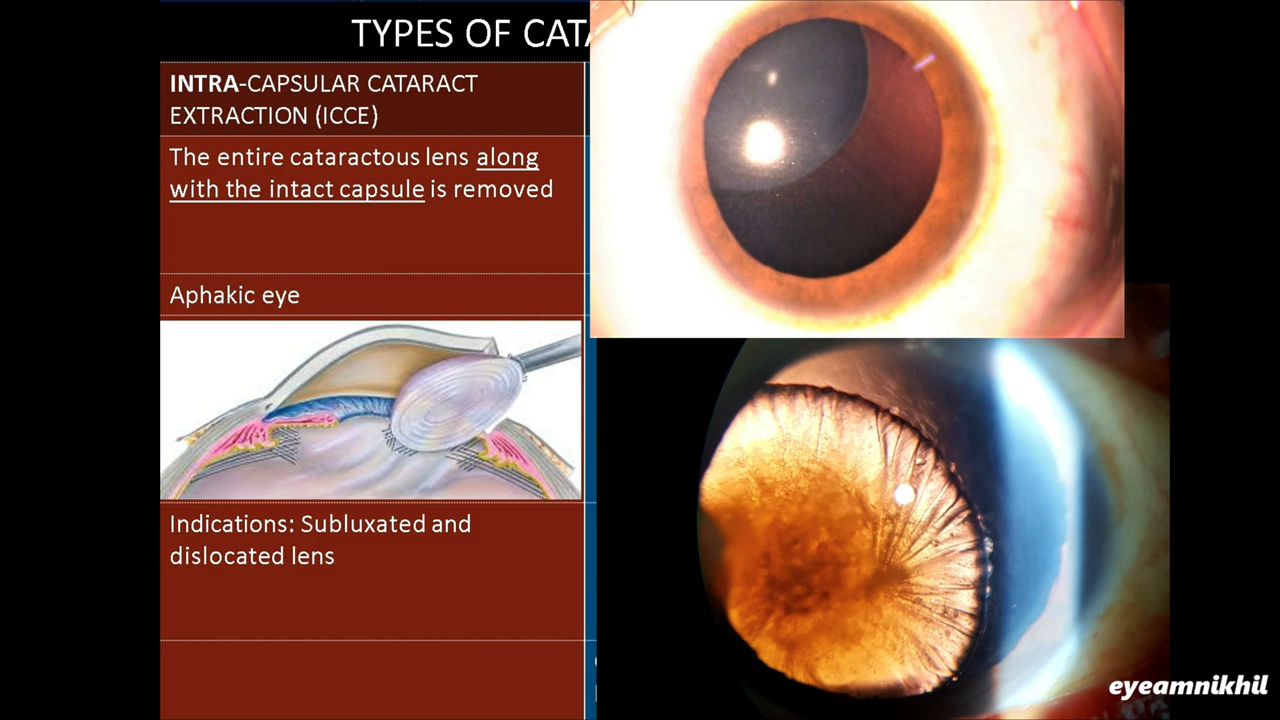 TYPES OF CATA
INTRA-CAPSULAR CATARACT
EXTRACTION (ICCE)
The entire cataractous lens along
with the intact capsule is removed
Aphakic eye
Indications: Subluxated and
dislocated lens
eyeamnikhil